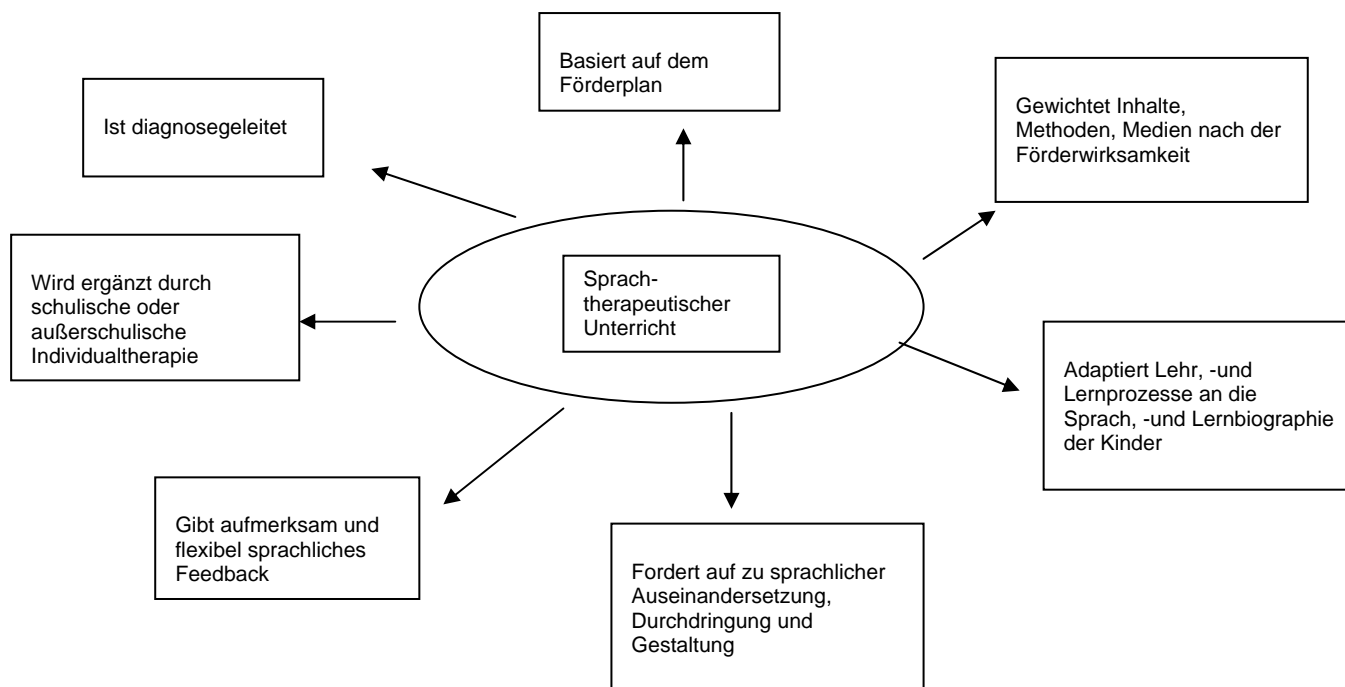 Basiert auf dem
Förderplan
Ist diagnosegeleitet
Gewichtet Inhalte,
Methoden, Medien nach der
Förderwirksamkeit
Wird ergänzt durch
schulische oder
außerschulische
Individualtherapie
Sprach-
therapeutischer
Unterricht
Adaptiert Lehr, -und
Lernprozesse an die
Sprach, -und Lernbiographie
der Kinder
Gibt aufmerksam und
flexibel sprachliches
Feedback
Fordert auf zu sprachlicher
Auseinandersetzung,
Durchdringung und
Gestaltung